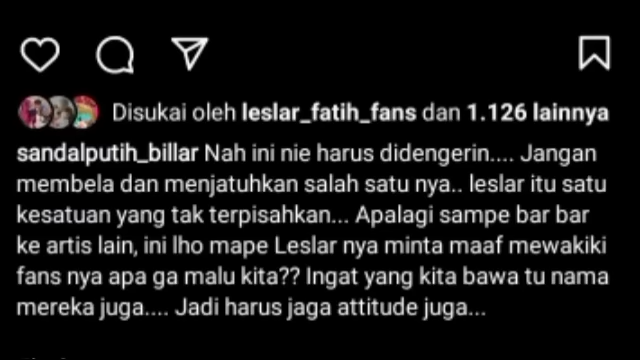 Disukai oleh leslar_fatih_fans dan 1.126 lainnya
sandalputih_billar Nah ini nie harus didengerin.... Jangan
membela dan menjatuhkan salah satu nya.. leslar itu satu
kesatuan yang tak terpisahkan... Apalagi sampe bar bar
ke artis lain, ini lho mape Leslar nya minta maaf mewakiki
fans nya apa ga malu kita?? Ingat yang kita bawa tu nama
mereka juga.... Jadi harus jaga attitude juga...